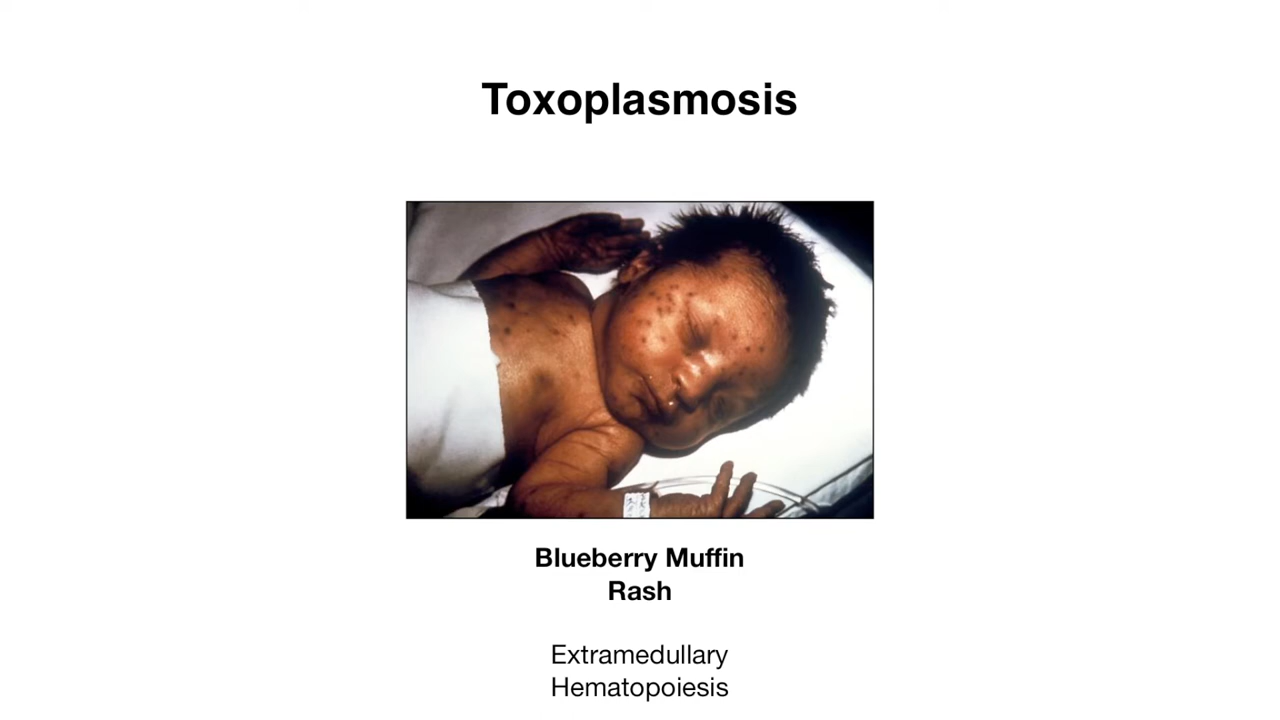 Toxoplasmosis
Blueberry Muffin
Rash
Extramedullary
Hematopoiesis